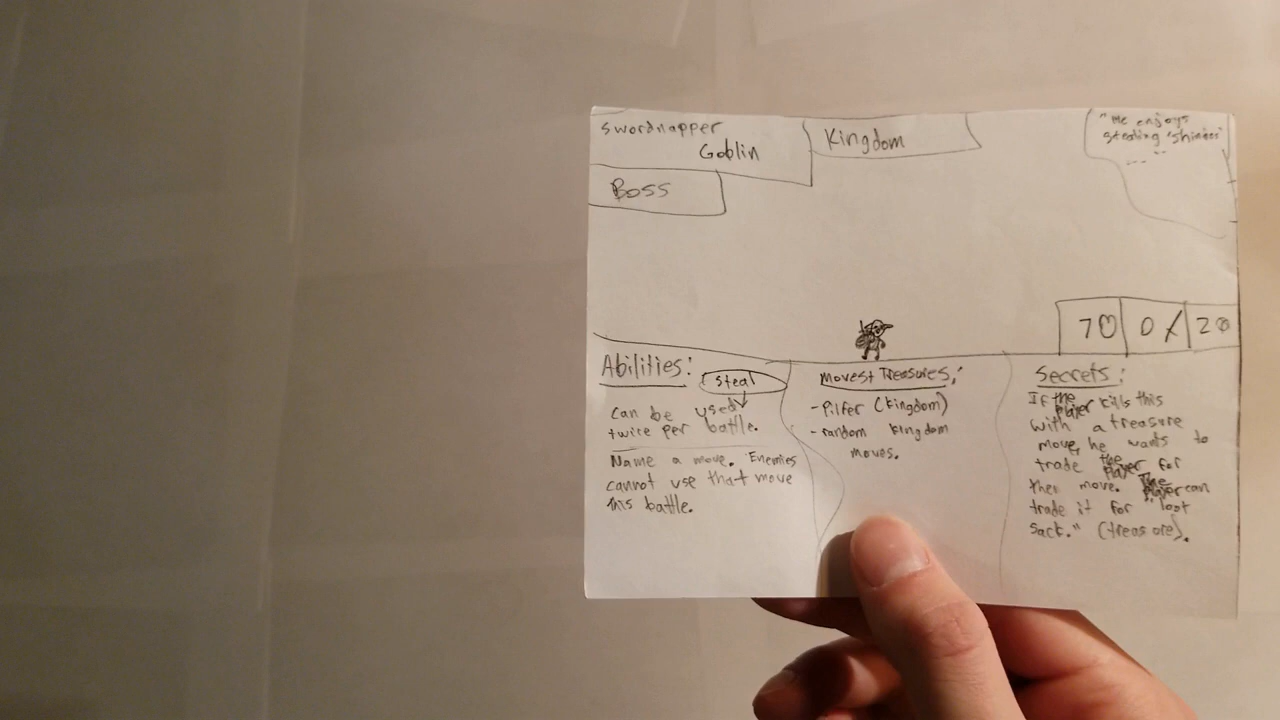 Swordnapper
Goblin
Kingdom
"He enjoys
stealing 'shinies'
Boss
70
0
20
Abilities:
Steal
can be used
twice per battle.
Name a move. Enemies
cannot use that move
this battle.
Moves+Treasures:
-Pilfer (Kingdom)
-random kingdom
moves.
Secrets:
If the
player kills this
with a treasure
move, he wants to
trade the player for
move. The player can
trade it for "loot
sack." (treasure).